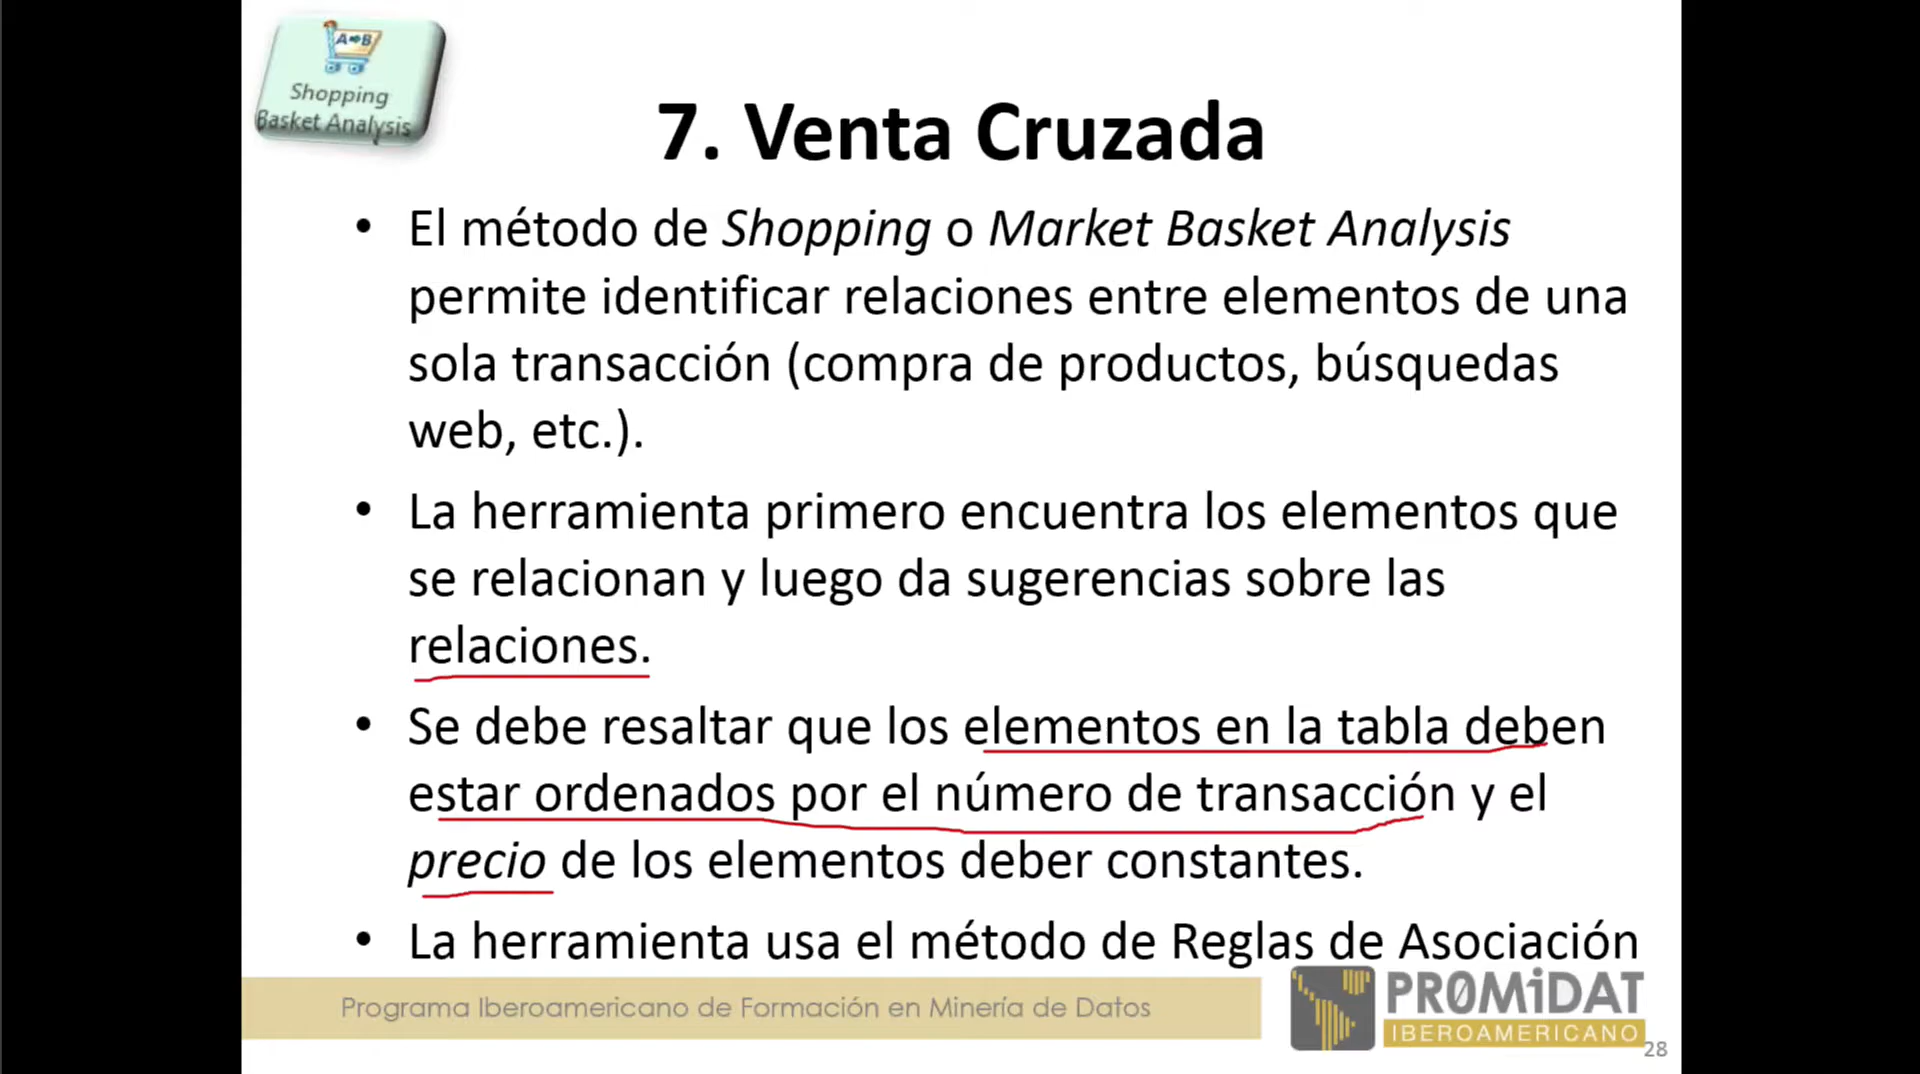 A➔B
Shopping
Basket Analysis
7. Venta Cruzada
• El método de Shopping o Market Basket Analysis
permite identificar relaciones entre elementos de una
sola transacción (compra de productos, búsquedas
web, etc.).
• La herramienta primero encuentra los elementos que
se relacionan y luego da sugerencias sobre las
relaciones.
• Se debe resaltar que los elementos en la tabla deben
estar ordenados por el número de transacción y el
precio de los elementos deber constantes.
• La herramienta usa el método de Reglas de Asociación
Programa Iberoamericano de Formación en Minería de Datos
PR0MiDAT
IBEROAMERICANO
28